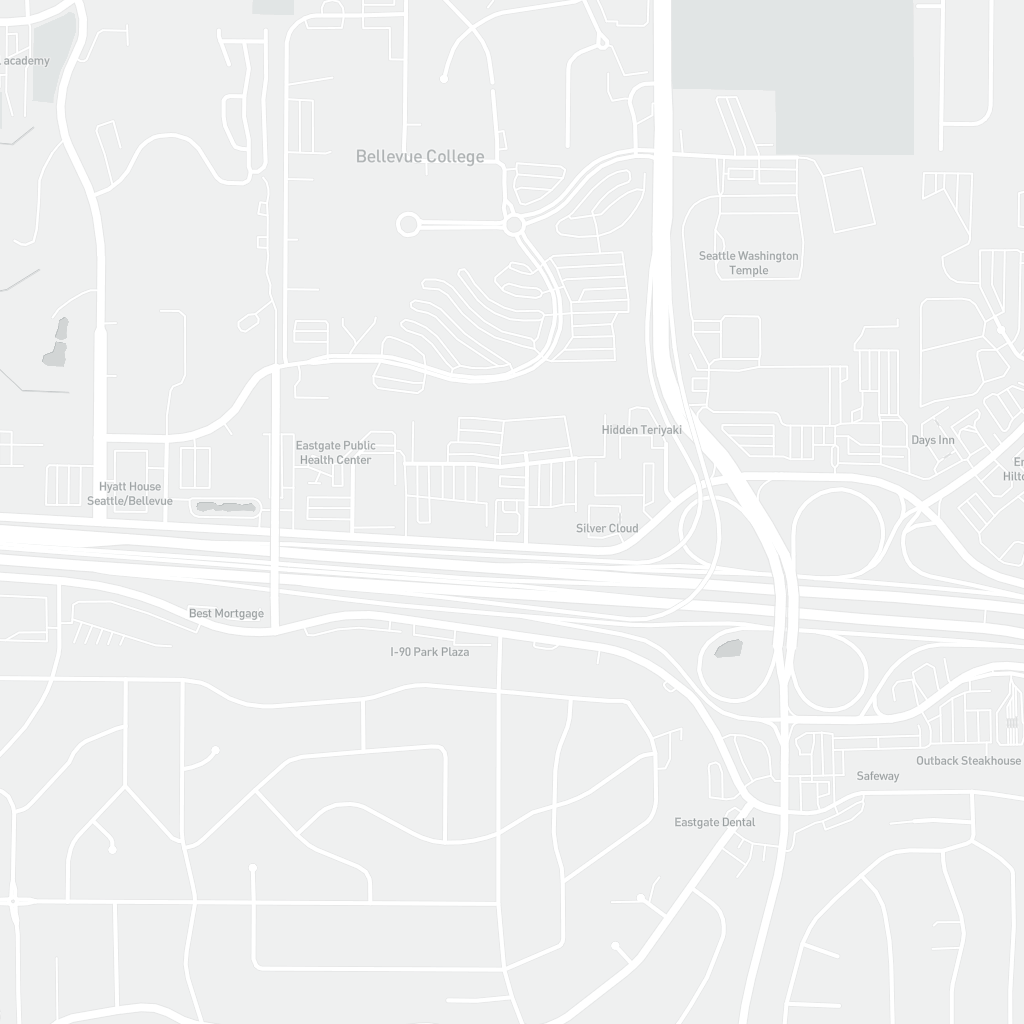 academy
Bellevue College
Seattle Washington
Temple
Hidden Teriyaki
Days Inn
Eastgate Public
Health Center
Hyatt House
Seattle/Bellevue
Silver Cloud
Best Mortgage
I-90 Park Plaza
Outback Steakhouse
Safeway
Eastgate Dental